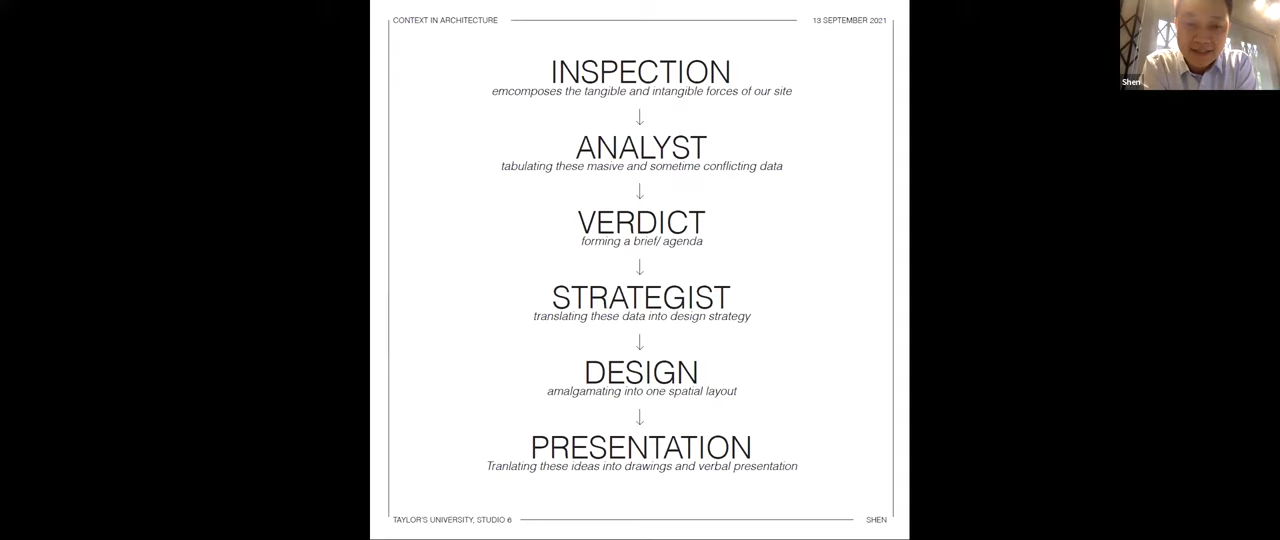 CONTEXT IN ARCHITECTURE
13 SEPTEMBER 2021
INSPECTION
emcomposes the tangible and intangible forces of our site
ANALYST
tabulating these masive and sometime conflicting data
VERDICT
forming a brief/ agenda
STRATEGIST
translating these data into design strategy
DESIGN
amalgamating into one spatial layout
PRESENTATION
Tranlating these ideas into drawings and verbal presentation
TAYLOR'S UNIVERSITY, STUDIO 6
SHEN
Shen